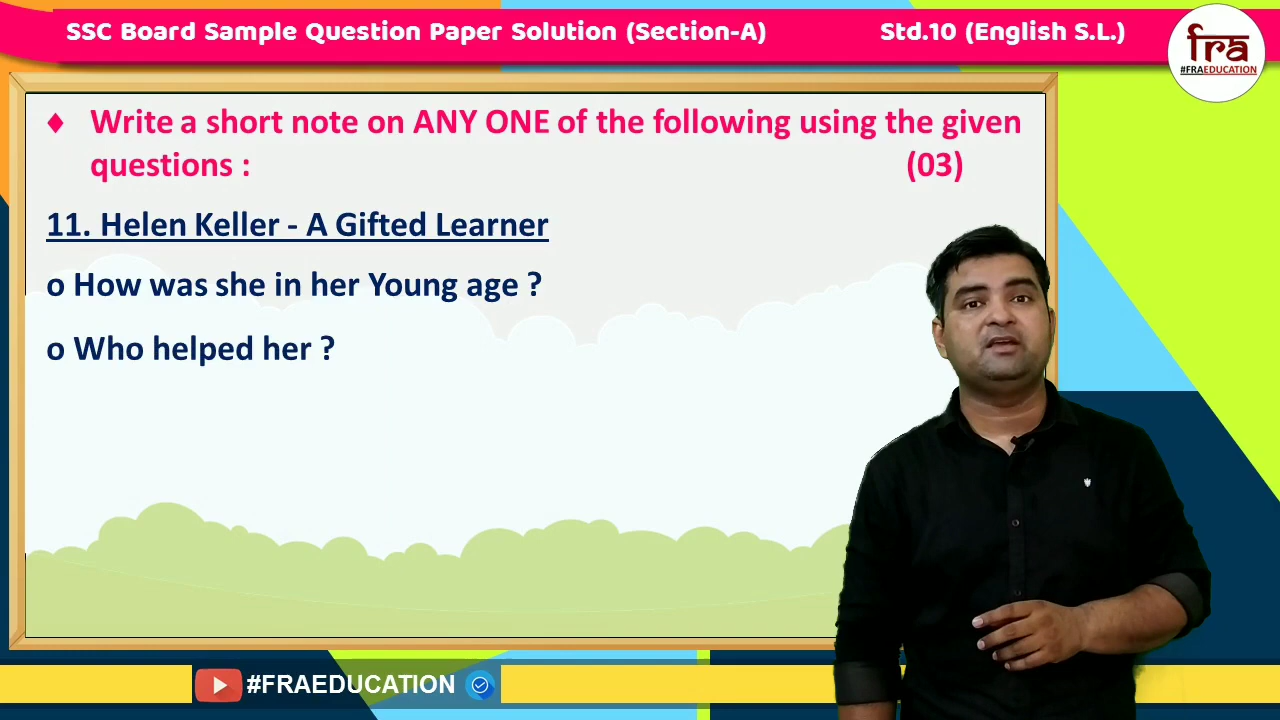 SSC Board Sample Question Paper Solution (Section-A) Std.10 (English S.L.)
fra
#FRAEDUCATION
♦ Write a short note on ANY ONE of the following using the given
questions : (03)
11. Helen Keller - A Gifted Learner
o How was she in her Young age ?
o Who helped her ?
#FRAEDUCATION